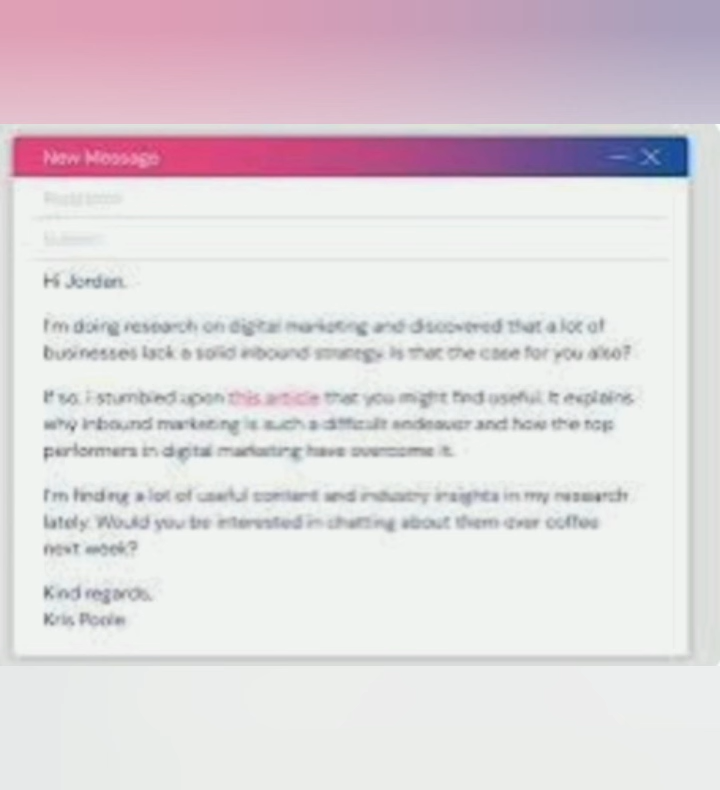 New Message
Recipient
Subject
Hi Jordan,
I'm doing research on digital marketing and discovered that a lot of
businesses lack a solid inbound strategy. Is that the case for you also?
If so, I stumbled upon this article that you might find useful. It explains
why inbound marketing is such a difficult endeavor and how the top
performers in digital marketing have overcome it.
I'm finding a lot of useful content and industry insights in my research
lately. Would you be interested in chatting about them over coffee
next week?
Kind regards,
Kris Poole